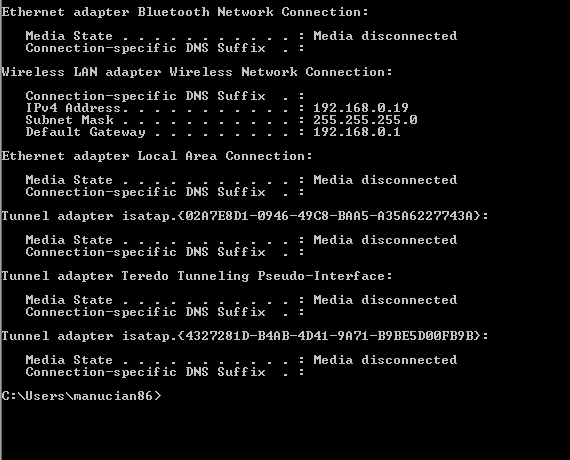 Ethernet adapter Bluetooth Network Connection:
   Media State . . . . . . . . . . . : Media disconnected
   Connection-specific DNS Suffix  . :
Wireless LAN adapter Wireless Network Connection:
   Connection-specific DNS Suffix  . :
   IPv4 Address. . . . . . . . . . . : 192.168.0.19
   Subnet Mask . . . . . . . . . . . : 255.255.255.0
   Default Gateway . . . . . . . . . : 192.168.0.1
Ethernet adapter Local Area Connection:
   Media State . . . . . . . . . . . : Media disconnected
   Connection-specific DNS Suffix  . :
Tunnel adapter isatap.{02A7E8D1-0946-49C8-BAA5-A35A6227743A}:
   Media State . . . . . . . . . . . : Media disconnected
   Connection-specific DNS Suffix  . :
Tunnel adapter Teredo Tunneling Pseudo-Interface:
   Media State . . . . . . . . . . . : Media disconnected
   Connection-specific DNS Suffix  . :
Tunnel adapter isatap.{4327281D-B4AB-4D41-9A71-B9BE5D00FB9B}:
   Media State . . . . . . . . . . . : Media disconnected
   Connection-specific DNS Suffix  . :
C:\Users\manucian86>